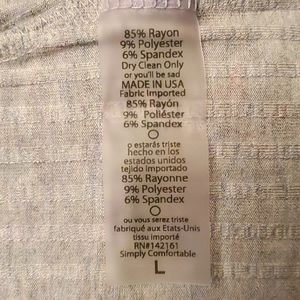 85% Rayon
9% Polyester
6% Spandex
Dry Clean Only
or you'll be sad
MADE IN USA
Fabric Imported
85% Rayón
9% Poliéster
6% Spandex
o estarás triste
hecho en los
estados unidos
tejido importado
85% Rayonne
9% Polyester
6% Spandex
ou vous serez triste
fabriqué aux Etats-Unis
tissu importé
RN#142161
Simply Comfortable
L